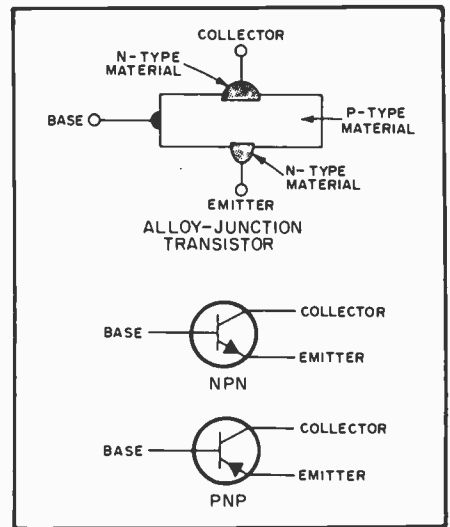 COLLECTOR
N-TYPE
MATERIAL
BASE
P-TYPE
MATERIAL
N-TYPE
MATERIAL
EMITTER
ALLOY-JUNCTION
TRANSISTOR
COLLECTOR
BASE
EMITTER
NPN
COLLECTOR
BASE
EMITTER
PNP